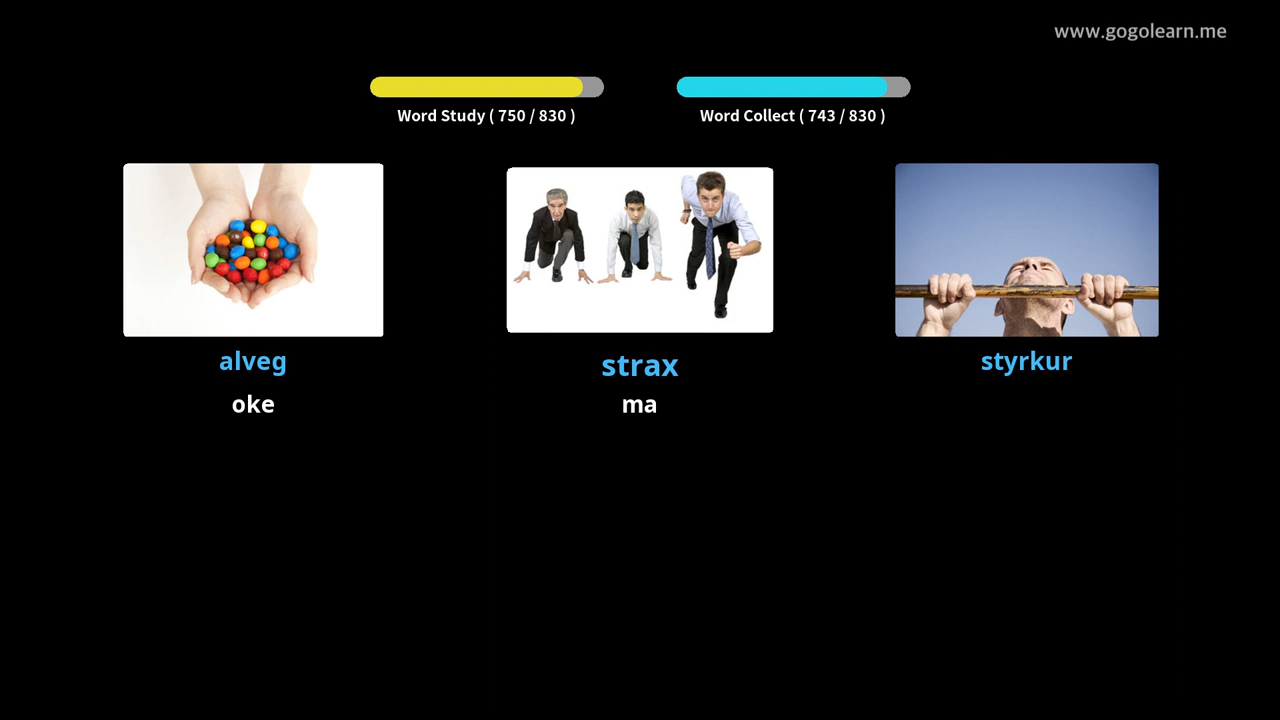 www.gogolearn.me
Word Study ( 750 / 830 )
Word Collect ( 743 / 830 )
alveg
strax
styrkur
oke
ma